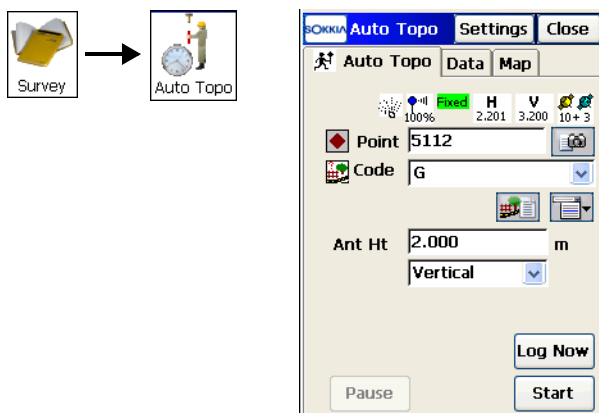 Survey
Auto Topo
SOKKIA Auto Topo Settings Close
Auto Topo Data Map
100% Fixed H 2.201 V 3.200 10+3
Point 5112
Code G
Ant Ht 2.000 m
Vertical
Log Now
Pause Start